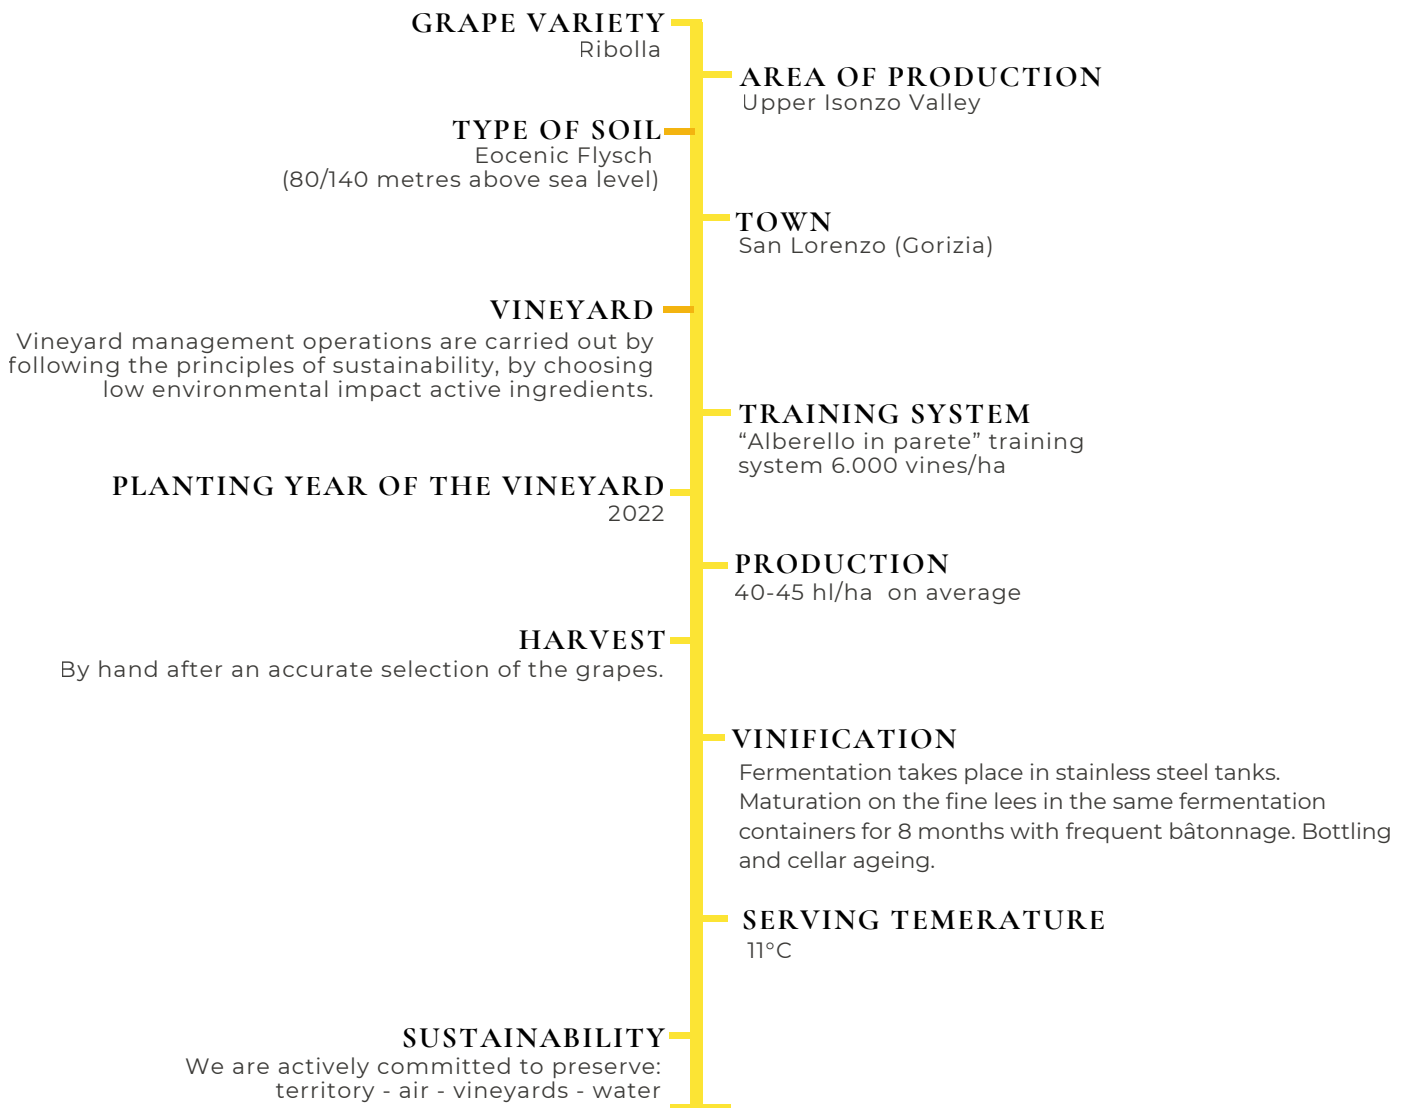 GRAPE VARIETY
Ribolla
AREA OF PRODUCTION
Upper Isonzo Valley
TYPE OF SOIL
Eocenic Flysch
(80/140 metres above sea level)
TOWN
San Lorenzo (Gorizia)
VINEYARD
Vineyard management operations are carried out by
following the principles of sustainability, by choosing
low environmental impact active ingredients.
TRAINING SYSTEM
“Alberello in parete” training
system 6.000 vines/ha
PLANTING YEAR OF THE VINEYARD
2022
PRODUCTION
40-45 hl/ha on average
HARVEST
By hand after an accurate selection of the grapes.
VINIFICATION
Fermentation takes place in stainless steel tanks.
Maturation on the fine lees in the same fermentation
containers for 8 months with frequent bâtonnage. Bottling
and cellar ageing.
SERVING TEMERATURE
11°C
SUSTAINABILITY
We are actively committed to preserve:
territory - air - vineyards - water